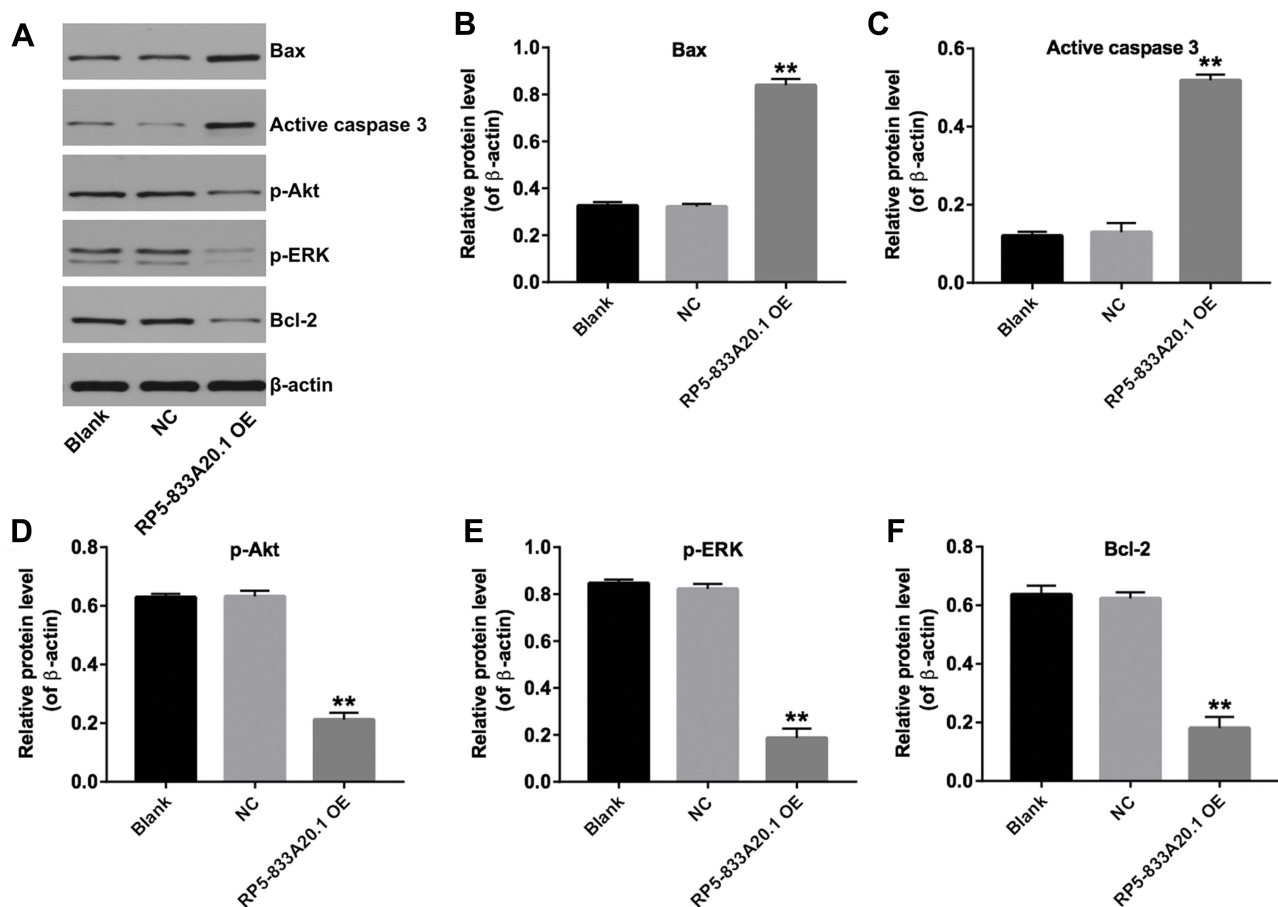 A
Bax
Active caspase 3
p-Akt
p-ERK
Bcl-2
β-actin
Blank
NC
RP5-833A20.1 OE
B
Bax
Relative protein level
(of β-actin)
1.0
0.8
0.6
0.4
0.2
0.0
**
Blank
NC
RP5-833A20.1 OE
C
Active caspase 3
Relative protein level
(of β-actin)
0.6
0.4
0.2
0.0
**
Blank
NC
RP5-833A20.1 OE
D
p-Akt
Relative protein level
(of β-actin)
0.8
0.6
0.4
0.2
0.0
**
Blank
NC
RP5-833A20.1 OE
E
p-ERK
Relative protein level
(of β-actin)
1.0
0.8
0.6
0.4
0.2
0.0
**
Blank
NC
RP5-833A20.1 OE
F
Bcl-2
Relative protein level
(of β-actin)
0.8
0.6
0.4
0.2
0.0
**
Blank
NC
RP5-833A20.1 OE